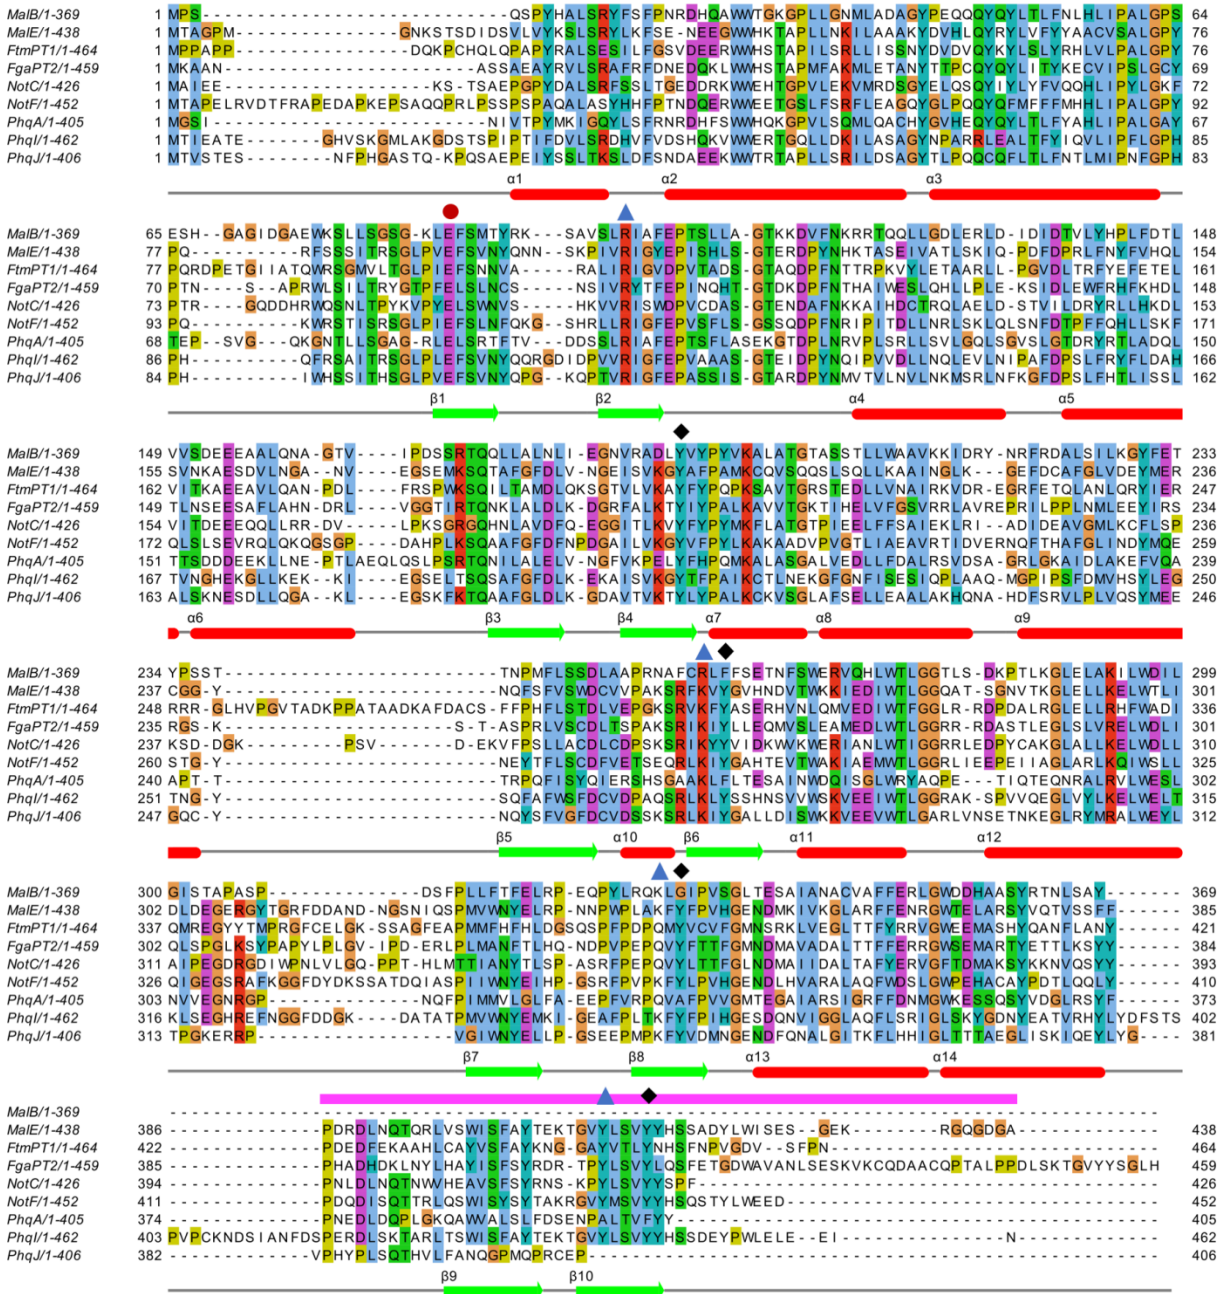 MalB/1-369 1 MPS----------------------------QSPYHALSRYFSFPNRDHQAWWTGKGPLLGNMLADAGYPEQQYQYLTLFNLHLIPALGPS 64
MalE/1-438 1 MTAGPM---------------GNKSTSDIDSVLVYKSLSRYLKFSE-NEEGWWHKTAPLLNKILAAAKYDVHLQYRYLVFYYAACVSALGPY 76
FtmPT1/1-464 1 MPPAPP----------------DQKPCHQLQPAPYRALSESILFGSVDEERWWHSTAPILSRLLISSNYDVDVQYKYLSLYRHLVLPALGPY 76
FgaPT2/1-459 1 MKAAN----------------------ASSAEAYRVLSRAFRFDNEDQKLWWHSTAPMFAKMLETANYTTPCQYQYLITYKECVIPSLGCY 69
NotC/1-426 1 MAIEE-------------KS-TSAEPGPYDALSRFSSLTGEDDRKWWEHTGPVLEKVMRDSGYELQSQYIYLYFVQQHLVPYLGKF 72
NotF/1-452 1 MTAPELRVDTFRAPEDAPKEPSAQQPRLPSSPSPAQALASYHHFPTNDQERWWEETGSLFSRFLEAGQYGLPQQYQFMFFFMHHLIPALGPY 92
PhqA/1-405 1 MGSI----------------------NIVTPYMKIGQYLSFRNRDHFSWWHQKGPVLSQMLQACHYGVHEQYQYLTLFYAHLIPALGAY 67
PhqI/1-462 1 MTIEATE---------GHVSKGMLAKGDSTSPIPTIFDVLSRDHVFVDSHQKVWWERTGQLLDKILASAGYNPARRLEALTFYIQVLIPFLGPH 85
PhqJ/1-406 1 MTVSTES----------NFPHGASTQ-KPQSAEPEIYSSLTKSLDFSNDAEEKWWRTAPLLSRILDSAGYTLPQQCQFLTLFNTLMIPNFGPH 83
α1 α2 α3
MalB/1-369 65 ESH--GAGIDGAEWKSLLSGSG-KLEFSMTYRK----SAVSLRIAFEPTSLLA-GTKKDVFNKRRTQQLLGDLERLD-IDIDTVLYHPLFDTL 148
MalE/1-438 77 PQ--------RFSSSITRSGLPVEFSVNYQNN---SKPIVRIGYEPISHLS-GTERDPYNHKTASEIVATLSKIQ-PDFDPRLFNYFVHQL 154
FtmPT1/1-464 77 PQRDPETGIIATQWRSGMVLTGLPIEFSNNVA------RALIRIGVDPVTADS-GTAQDPFNTTRPKVYLETAARLL-PGVDLTRFYEFETEL 161
FgaPT2/1-459 70 PTN----S--APRWLSILTRYGTPFELSLNCS------NSIVRYTFEPINQHT-GTDKDPFNTHAIWESLQHLLPLE-KSIDLEWFRHFKHDL 148
NotC/1-426 73 PTR----GQDDHRWQSNLTPYKVPYELSWNVS------HKVVRISWDPVCDAS-GTENDAFNKKAIHDCTRQLAELD-STVILDRYRLLHKDL 153
NotF/1-452 93 PQ--------KWRSTISRSGLPIEFSLNFQKG---SHRLLRIGFEPVSFLS-GSSQDPFNRIPITDLLNRLSKLQLSNFDTPFFQHLLSKF 171
PhqA/1-405 68 TEP--SVG---QKGNTLLSGAG-RLELSRTFTV----DDSSLRIAFEPTSFLASEKGTDPLNRVPLSRLLSVLGQLSGVSLGTDRYRTLADQL 150
PhqI/1-462 86 PH--------QFRSAITRSGLPVEFSVNYQQRGDIDPVVRIGFEPVAAAS-GTEIDPYNQIPVVDLLNQLEVLNIPAFDPSLFRYFLDAH 166
PhqJ/1-406 84 PH--------IWHSSITHSGLPVEFSVNYQPG--KQPTVRIGFEPASSIS-GTARDPYNMVTVLNVLNKMSRLNFKGFDPSLFHTLISSL 162
β1 β2 α4 α5
MalB/1-369 149 VVSDEEEAALQNA-GTV----IPDSSRTQQLLALNLI-EGNVRADLYVYPYVKALATGTASSTLLWAAVKKIDRY-NRFDALSILKGYFET 233
MalE/1-438 155 SVNKAESDVLNGA--NV----EGSEMKSQTAFGFDLV-NGEISVKGYAFPAMKCQVSQQSLSQLLKAAINGLK---GEFDCAFGLVDEYMER 236
FtmPT1/1-464 162 VITKAEEAVLQAN-PDL----FRSPWKSQILTAMDLQKSGTVLVKAYFYPQPKSAVTGRSTEDLLVNAIRKVDR-EGRFETQLANLQRYIER 247
FgaPT2/1-459 149 TLNSEESAFLAHN-DRL----VGGTIRTQNKLALDLK-DGRFALKTYIYPALKAVVTGKTIHELVFGSVRRLAVREPRILPPLNMLEEYIRS 234
NotC/1-426 154 VITDEEEQQLLRR-DV-----LPKSGRGQHNLAVDFQ-EGGITLKVYFYPYMKFLATGTPIEELFFSAIEKLRI--ADIDEAVGMLKCFLSP 236
NotF/1-452 172 QLSLSEVRQLQKQGSGP----DAHPLKSQAAFGFDFNPDGAILVKGYVFPYLKAKAADVPVGTLIAEAVRTIDVERNQFTHAFGLINDYMQE 259
PhqA/1-405 151 TTSDDDEEKLLNE-PTLAEQLQSLPSRTQNILALELV-NGFVKPELYFHPQMKALASGALVEDLLFDALRSVDSA-GRLGKAIDLAKEFVQA 239
PhqI/1-462 167 TVNGHEKGLLKEK--KI----EGSELTSQSAFGFDLK-EKAISVKGYTFPAIKCTLNEKGFGNFISESIQPLAAQ-MGPIPSFDMVHSYLEG 250
PhqJ/1-406 163 ALSKNESDLLQGA--KL----EGSKFKTQAAFGLDLK-GDAVTVKTYLYPALKCKVSGLAFSELLEAALAKHQNA-HDFSRVLPLVQSYMEE 246
α6 β3 β4 α7 α8 α9
MalB/1-369 234 YPSST--------------------------TNPMFLSSDLAAPRNAFCRLFFSETNFSWERVQHLWTLGGTLS-DKPTLKGLELAKILWDIL 299
MalE/1-438 237 CGG-Y--------------------------NQFSFVSWDCVVPAKSRFKVYGVHNDVTWKKIEDIWTLGGQAT-SGNVTKGLELLKELWTLI 301
FtmPT1/1-464 248 RRR-GLHVPGVTADKPPATAADKAFDACS-FFPHFLSTDLVEPGKSRVKFYASERHVNLQMVEDIWTLGGLRR-DPDALRGLELLRHFWADI 336
FgaPT2/1-459 235 RGS-K----------------------S-T-ASPRLVSCDLTSPAKSRIKIYLLEQMVSLEAMEDLWTLGGRR-RDASTLEGLSLVRELWDLI 301
NotC/1-426 237 KSD-DGK-----------PSV------D-EKVFPSLLACDLCDPSKSRIKYYVIDKWVKWERIANLWTIGGRRLEDPYCAKGLALLKELWDLL 310
NotF/1-452 260 STG-Y--------------------------NEYTFLSCDFVETSEQRLKIYGAHTEVTWAKIAEMWTLGGRLIEEPEIIAGLARLKQIWSLL 325
PhqA/1-405 240 APT-T--------------------------TRPQFISYQIERSHSGAAKLFLTESAINWDQISGLWRYAQPE---TIQTEQNRALRVLWESL 302
PhqI/1-462 251 TNG-Y--------------------------SQFAFWSFDCVDPAQSRLKLYSSHNSVVWSKVEEIWTLGGRAK-SPVVQEGLVYLKELWELT 315
PhqJ/1-406 247 GQC-Y--------------------------NQYSFVGFDCVDSSKSRLKIYGALLDISWKKVEEVWTLGARLVNSETNKEGLRYMRALWEYL 312
β5 α10 β6 α11 α12
MalB/1-369 300 GISTAPASP--------------DSFPLLFTFELRP-EQPYLRQKLGIPVSGLTESAIANACVAFFERLGWDDHAASYRTNLSAY 369
MalE/1-438 302 DLDEGERGYTGRFDDAND-NGSNIQSPMVWNYELRP-NNPWPLAKFYFPVHGENDMKIVKGLARFFENRGWTELARSYVQTVSSFF 385
FtmPT1/1-464 337 QMREGYYTMPRGFCELGK--SSAGFEAPMMFHFHLDGSQSPFPDPQMYVCVFGMNSRKLVEGLTTFYRRVGWEEMASHYQANFLANY 421
FgaPT2/1-459 302 QLSPGLKSYPAPYLPLGV--IPD-ERLPLMANFTLHQ-NDPVPEPQVYFTTFGMNDMAVADALTTFFERRGWSEMARTYETTLKSYY 384
NotC/1-426 311 AIPEGDRGDIWPNLVLGQ-PPT-HLMTTIANYTLSP-ASRFPEPQVYLTTFGLNDMAIIDALTAFYERVGFTDMAKSYKKNVQSYY 393
NotF/1-452 326 QIGEGSRAFKGGFDYDKSSATDQIASPIIWNYEIHP-GSRFPVPKFYLPVHGENDLHVARALAQFWDSLGWPEHACAYPDTLQQLY 410
PhqA/1-405 303 NVVEGNRGP--------------NQFPIMMVLGLFA-EEPFVRPQVAFPVVGMTEGAIARSIGRFFDNMGWKESSQSYVDGLRSYF 373
PhqI/1-462 316 KLSEGHREFNGGFDDGK----DATATPMVWNYEMKI-GEAFPLTKFYFPIHGESDQNVIGGLAQFLSRIGLSKYGDNYEATVRHYLYDFSTS 402
PhqJ/1-406 313 TPGKERRP-----------------VGIWNYELLP-GSEEPMPKFYVDMNGENDFQNALGITKFLHHIGLTTTAEGLISKIQEYLYG---- 381
β7 β8 α13 α14
MalB/1-369
MalE/1-438 386 --------------PDRDLNQTQRLVSWISFAYTEKTGVYLSVYYHSSADYLWISES--GEK--------RGQGDGA------------- 438
FtmPT1/1-464 422 --------------PDEDFEKAAHLCAYVSFAYKNG-GAYVTLYNHSFNPVGDV---SFPN------------------------------ 464
FgaPT2/1-459 385 --------------PHADHDKLNYLHAYISFSYRDR-TPYLSVYLQSFETGDWAVANLSESKVKCQDAACQPTALPPDLSKTGVYYSGLH 459
NotC/1-426 394 --------------PNLDLNQTNWVHEAVSFSYRNS-KPYLSVYYSPF------------------------------------------- 426
NotF/1-452 411 --------------PDQDISQTTRLQSWISYSYTAKRGVYMSVYYHSQSTYLWEED----------------------------------- 452
PhqA/1-405 374 --------------PNEDLDQPLGKQAWVALSLFDSENPALTVFYY--------------------------------------------- 405
PhqI/1-462 403 PVPCKNDSIANFDSPERDLSKTARLTSWISFAYTEKTGVYLSVYYHSSDEYPWLELE--EI---------------N------------- 462
PhqJ/1-406 382 -------------VPHYPLSQTHVLFANQGPMQPRCEP----------------------------------------------------- 406
β9 β10